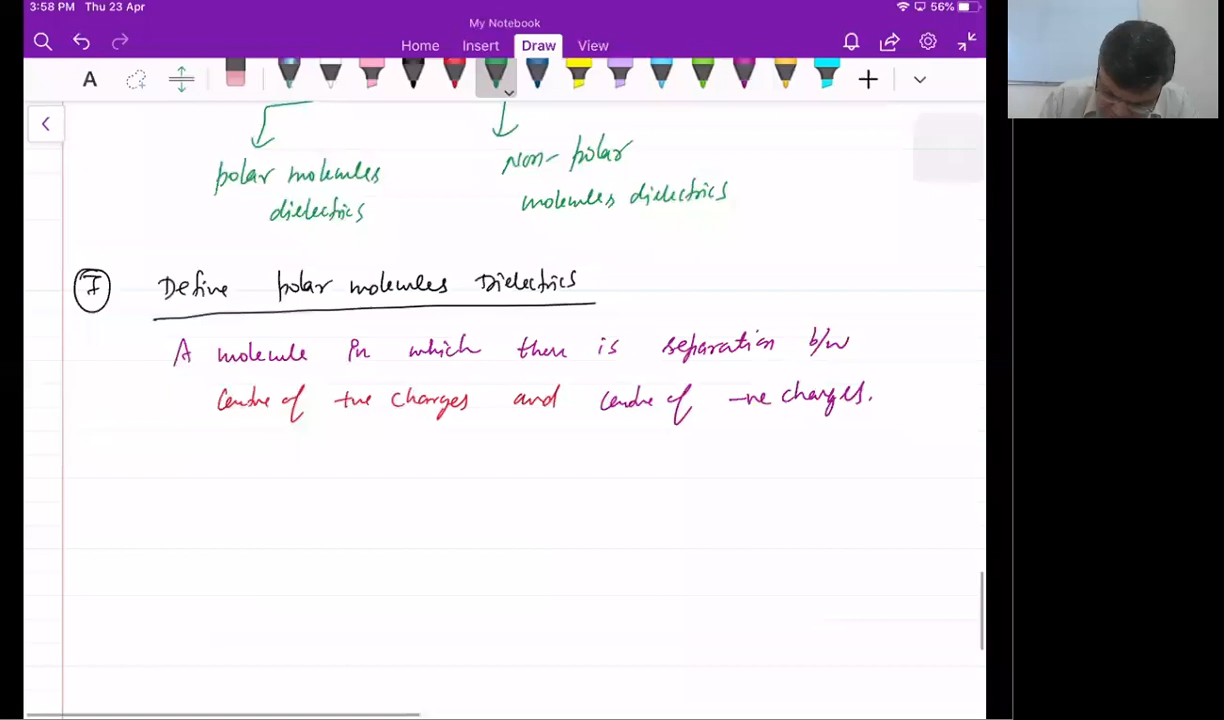 3:58 PM Thu 23 Apr
56%
My Notebook
Home Insert Draw View
A
polar molecules
dielectrics
Non-polar
molecules dielectrics
7 Define polar molecules Dielectrics
A molecule in which there is separation b/w
Centre of +ve charges and centre of -ve charges.